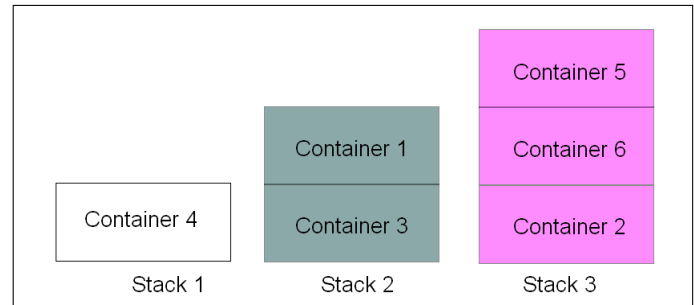 Container 5
Container 1
Container 6
Container 4
Container 3
Container 2
Stack 1
Stack 2
Stack 3